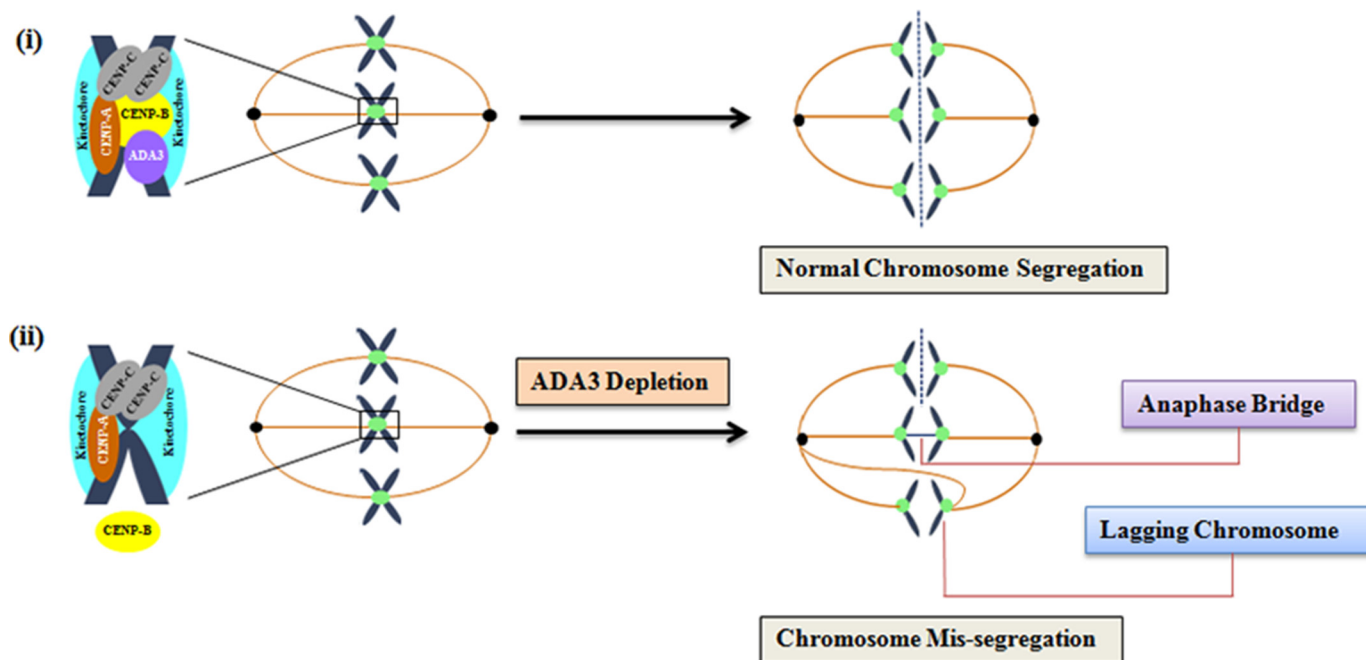 (i)
Kinetochore
CENP-C
CENP-C
CENP-A
CENP-B
ADA3
Kinetochore
Normal Chromosome Segregation
(ii)
Kinetochore
CENP-C
CENP-C
CENP-A
Kinetochore
CENP-B
ADA3 Depletion
Anaphase Bridge
Lagging Chromosome
Chromosome Mis-segregation